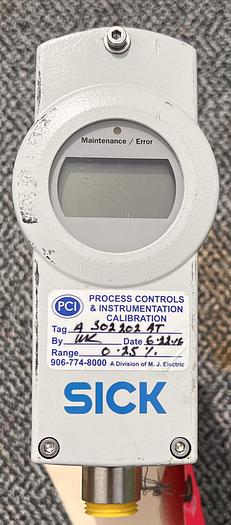 Maintenance / Error
PCI
PROCESS CONTROLS
& INSTRUMENTATION
CALIBRATION
Tag A 502202 AT
By WK Date 6-22-16
Range 0-25%
906-774-8000 A Division of M. J. Electric
SICK